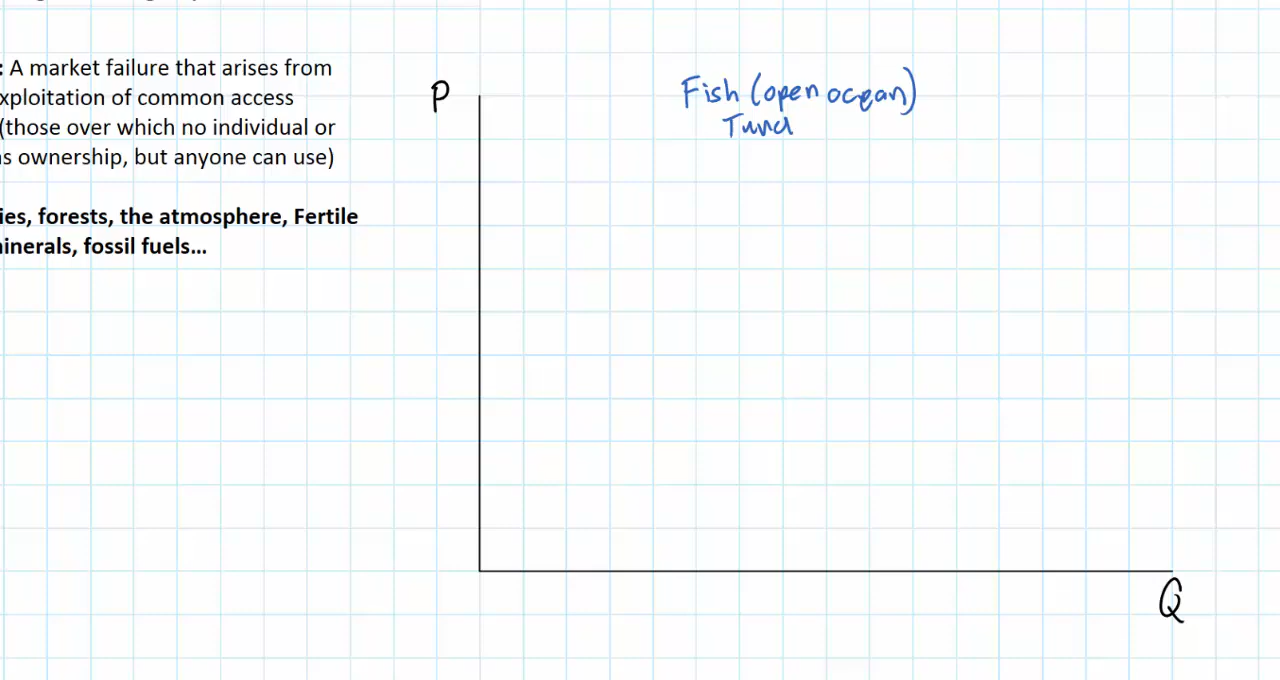 : A market failure that arises from
xploitation of common access
(those over which no individual or
s ownership, but anyone can use)
ies, forests, the atmosphere, Fertile
inerals, fossil fuels...
P
Fish (open ocean)
Tuna
Q